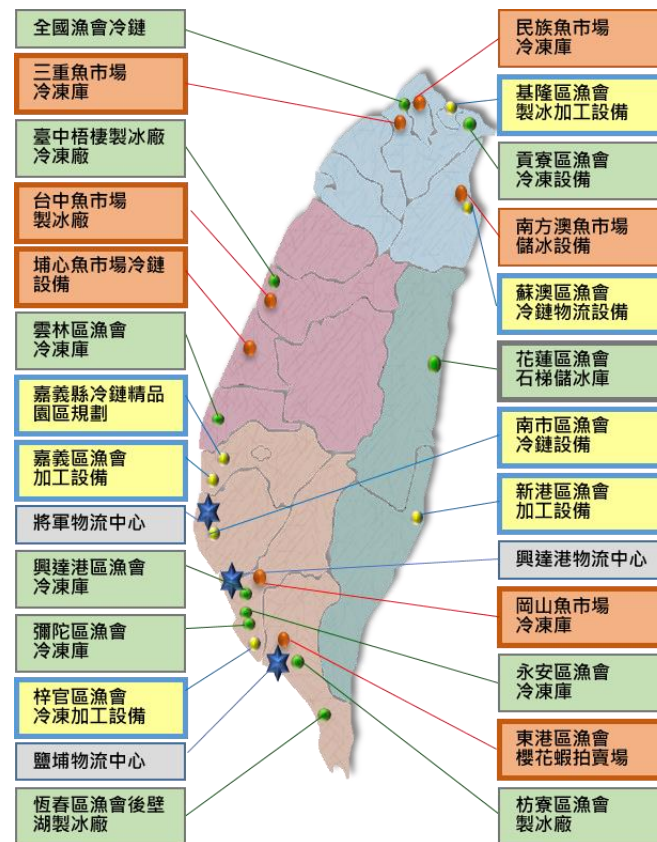 全國漁會冷鏈
三重魚市場
冷凍庫
臺中梧棲製冰廠
冷凍廠
台中魚市場
製冰廠
埔心魚市場冷鏈
設備
雲林區漁會
冷凍庫
嘉義縣冷鏈精品
園區規劃
嘉義區漁會
加工設備
將軍物流中心
興達港區漁會
冷凍庫
彌陀區漁會
冷凍庫
梓官區漁會
冷凍加工設備
鹽埔物流中心
恆春區漁會後壁
湖製冰廠
民族魚市場
冷凍庫
基隆區漁會
製冰加工設備
貢寮區漁會
冷凍設備
南方澳魚市場
儲冰設備
蘇澳區漁會
冷鏈物流設備
花蓮區漁會
石梯儲冰庫
南市區漁會
冷鏈設備
新港區漁會
加工設備
興達港物流中心
岡山魚市場
冷凍庫
永安區漁會
冷凍庫
東港區漁會
櫻花蝦拍賣場
枋寮區漁會
製冰廠